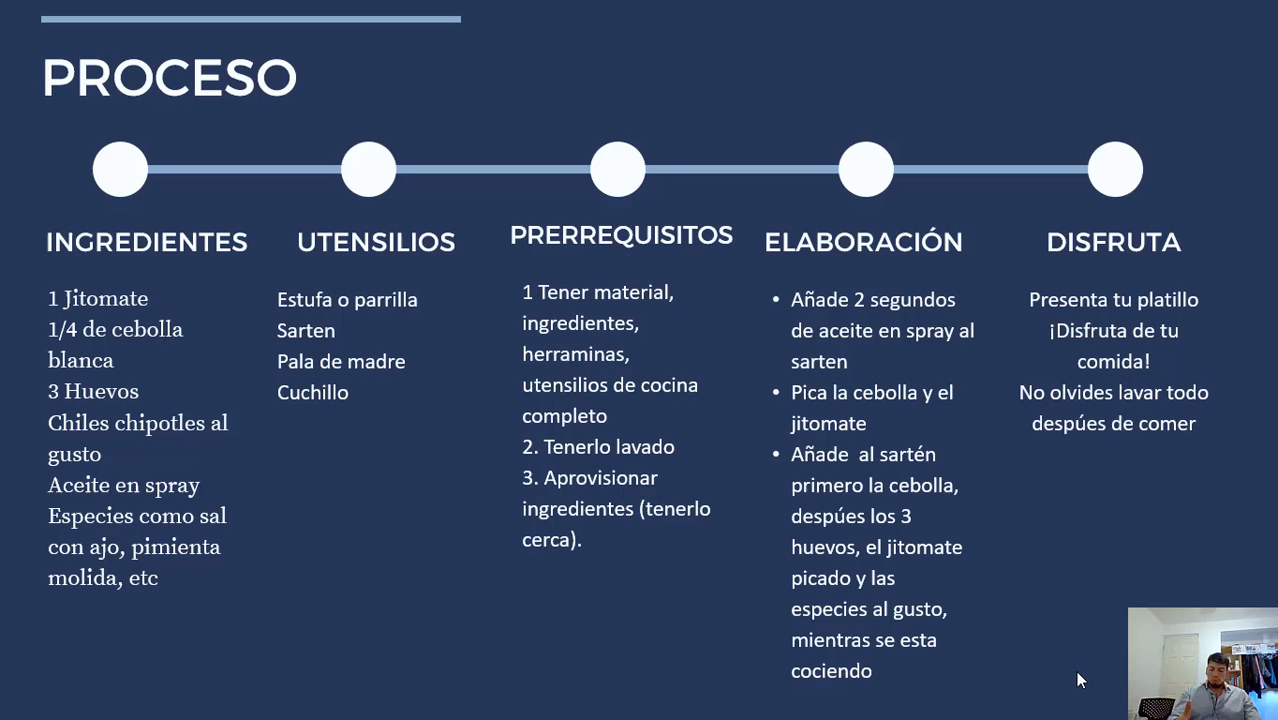 PROCESO
INGREDIENTES
1 Jitomate
1/4 de cebolla
blanca
3 Huevos
Chiles chipotles al
gusto
Aceite en spray
Especies como sal
con ajo, pimienta
molida, etc
UTENSILIOS
Estufa o parrilla
Sarten
Pala de madre
Cuchillo
PRERREQUISITOS
1 Tener material,
ingredientes,
herraminas,
utensilios de cocina
completo
2. Tenerlo lavado
3. Aprovisionar
ingredientes (tenerlo
cerca).
ELABORACIÓN
• Añade 2 segundos
de aceite en spray al
sarten
• Pica la cebolla y el
jitomate
• Añade al sartén
primero la cebolla,
despúes los 3
huevos, el jitomate
picado y las
especies al gusto,
mientras se esta
cociendo
DISFRUTA
Presenta tu platillo
¡Disfruta de tu
comida!
No olvides lavar todo
despúes de comer